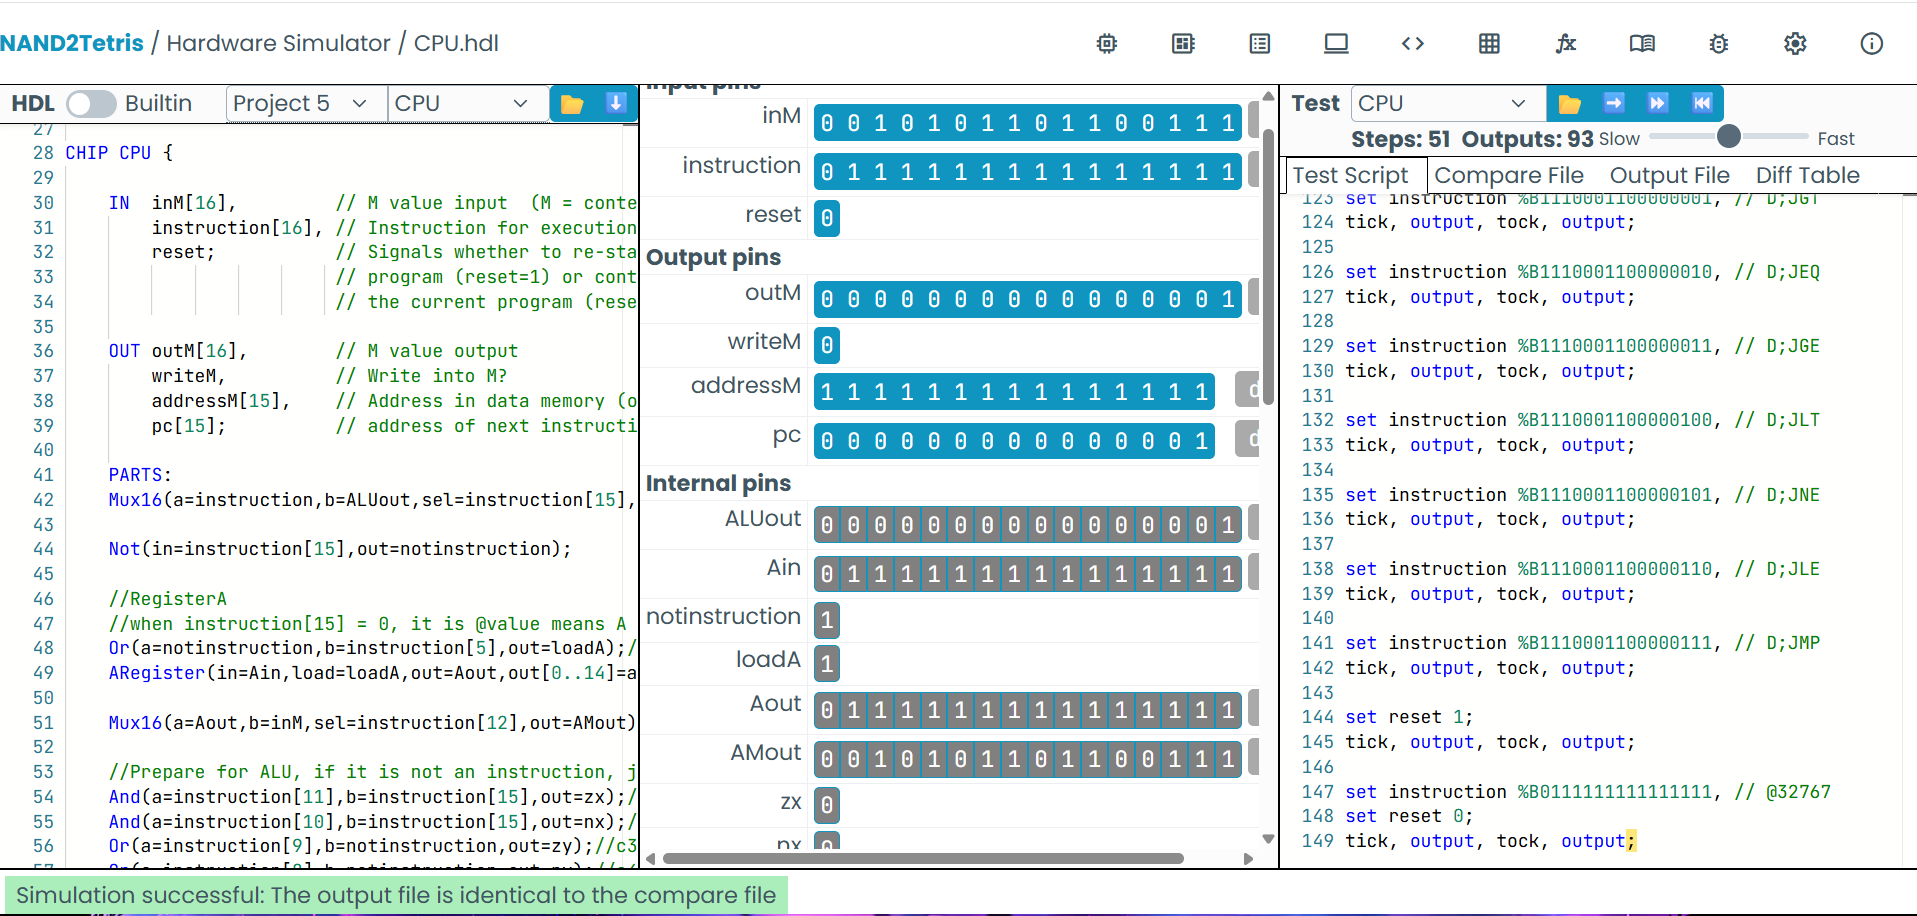 NAND2Tetris / Hardware Simulator / CPU.hdl
HDL Builtin Project 5 CPU
27
28 CHIP CPU {
29
30 IN inM[16], // M value input (M = conte
31 instruction[16], // Instruction for execution
32 reset; // Signals whether to re-sta
33 // program (reset=1) or cont
34 // the current program (rese
35
36 OUT outM[16], // M value output
37 writeM, // Write into M?
38 addressM[15], // Address in data memory (o
39 pc[15]; // address of next instructi
40
41 PARTS:
42 Mux16(a=instruction,b=ALUout,sel=instruction[15],
43
44 Not(in=instruction[15],out=notinstruction);
45
46 //RegisterA
47 //when instruction[15] = 0, it is @value means A
48 Or(a=notinstruction,b=instruction[5],out=loadA);/
49 ARegister(in=Ain,load=loadA,out=Aout,out[0..14]=a
50
51 Mux16(a=Aout,b=inM,sel=instruction[12],out=AMout)
52
53 //Prepare for ALU, if it is not an instruction, j
54 And(a=instruction[11],b=instruction[15],out=zx);/
55 And(a=instruction[10],b=instruction[15],out=nx);/
56 Or(a=instruction[9],b=notinstruction,out=zy);//c3
Input pins
inM 0 0 1 0 1 0 1 1 0 1 1 0 0 1 1 1
instruction 0 1 1 1 1 1 1 1 1 1 1 1 1 1 1 1
reset 0
Output pins
outM 0 0 0 0 0 0 0 0 0 0 0 0 0 0 0 1
writeM 0
addressM 1 1 1 1 1 1 1 1 1 1 1 1 1 1 1 d
pc 0 0 0 0 0 0 0 0 0 0 0 0 0 0 1 d
Internal pins
ALUout 0 0 0 0 0 0 0 0 0 0 0 0 0 0 0 1
Ain 0 1 1 1 1 1 1 1 1 1 1 1 1 1 1 1
notinstruction 1
loadA 1
Aout 0 1 1 1 1 1 1 1 1 1 1 1 1 1 1 1
AMout 0 0 1 0 1 0 1 1 0 1 1 0 0 1 1 1
zx 0
nx 0
Test CPU
Steps: 51 Outputs: 93 Slow Fast
Test Script Compare File Output File Diff Table
123 set instruction %B1110001100000001, // D;JGT
124 tick, output, tock, output;
125
126 set instruction %B1110001100000010, // D;JEQ
127 tick, output, tock, output;
128
129 set instruction %B1110001100000011, // D;JGE
130 tick, output, tock, output;
131
132 set instruction %B1110001100000100, // D;JLT
133 tick, output, tock, output;
134
135 set instruction %B1110001100000101, // D;JNE
136 tick, output, tock, output;
137
138 set instruction %B1110001100000110, // D;JLE
139 tick, output, tock, output;
140
141 set instruction %B1110001100000111, // D;JMP
142 tick, output, tock, output;
143
144 set reset 1;
145 tick, output, tock, output;
146
147 set instruction %B0111111111111111, // @32767
148 set reset 0;
149 tick, output, tock, output;
Simulation successful: The output file is identical to the compare file